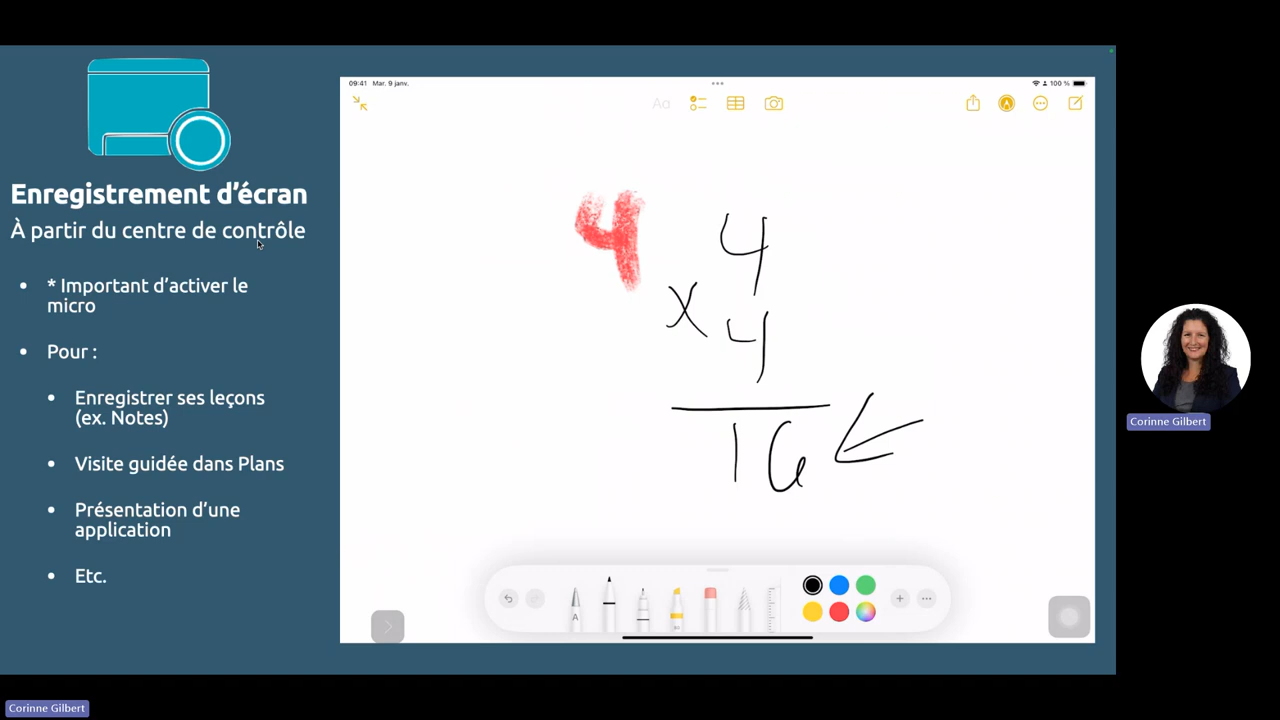 Enregistrement d'écran
À partir du centre de contrôle
• * Important d'activer le
micro
• Pour :
• Enregistrer ses leçons
(ex. Notes)
• Visite guidée dans Plans
• Présentation d'une
application
• Etc.
09:41 Mar. 9 janv.
100 %
Aa
4
4
x 4
16
A
Corinne Gilbert
Corinne Gilbert